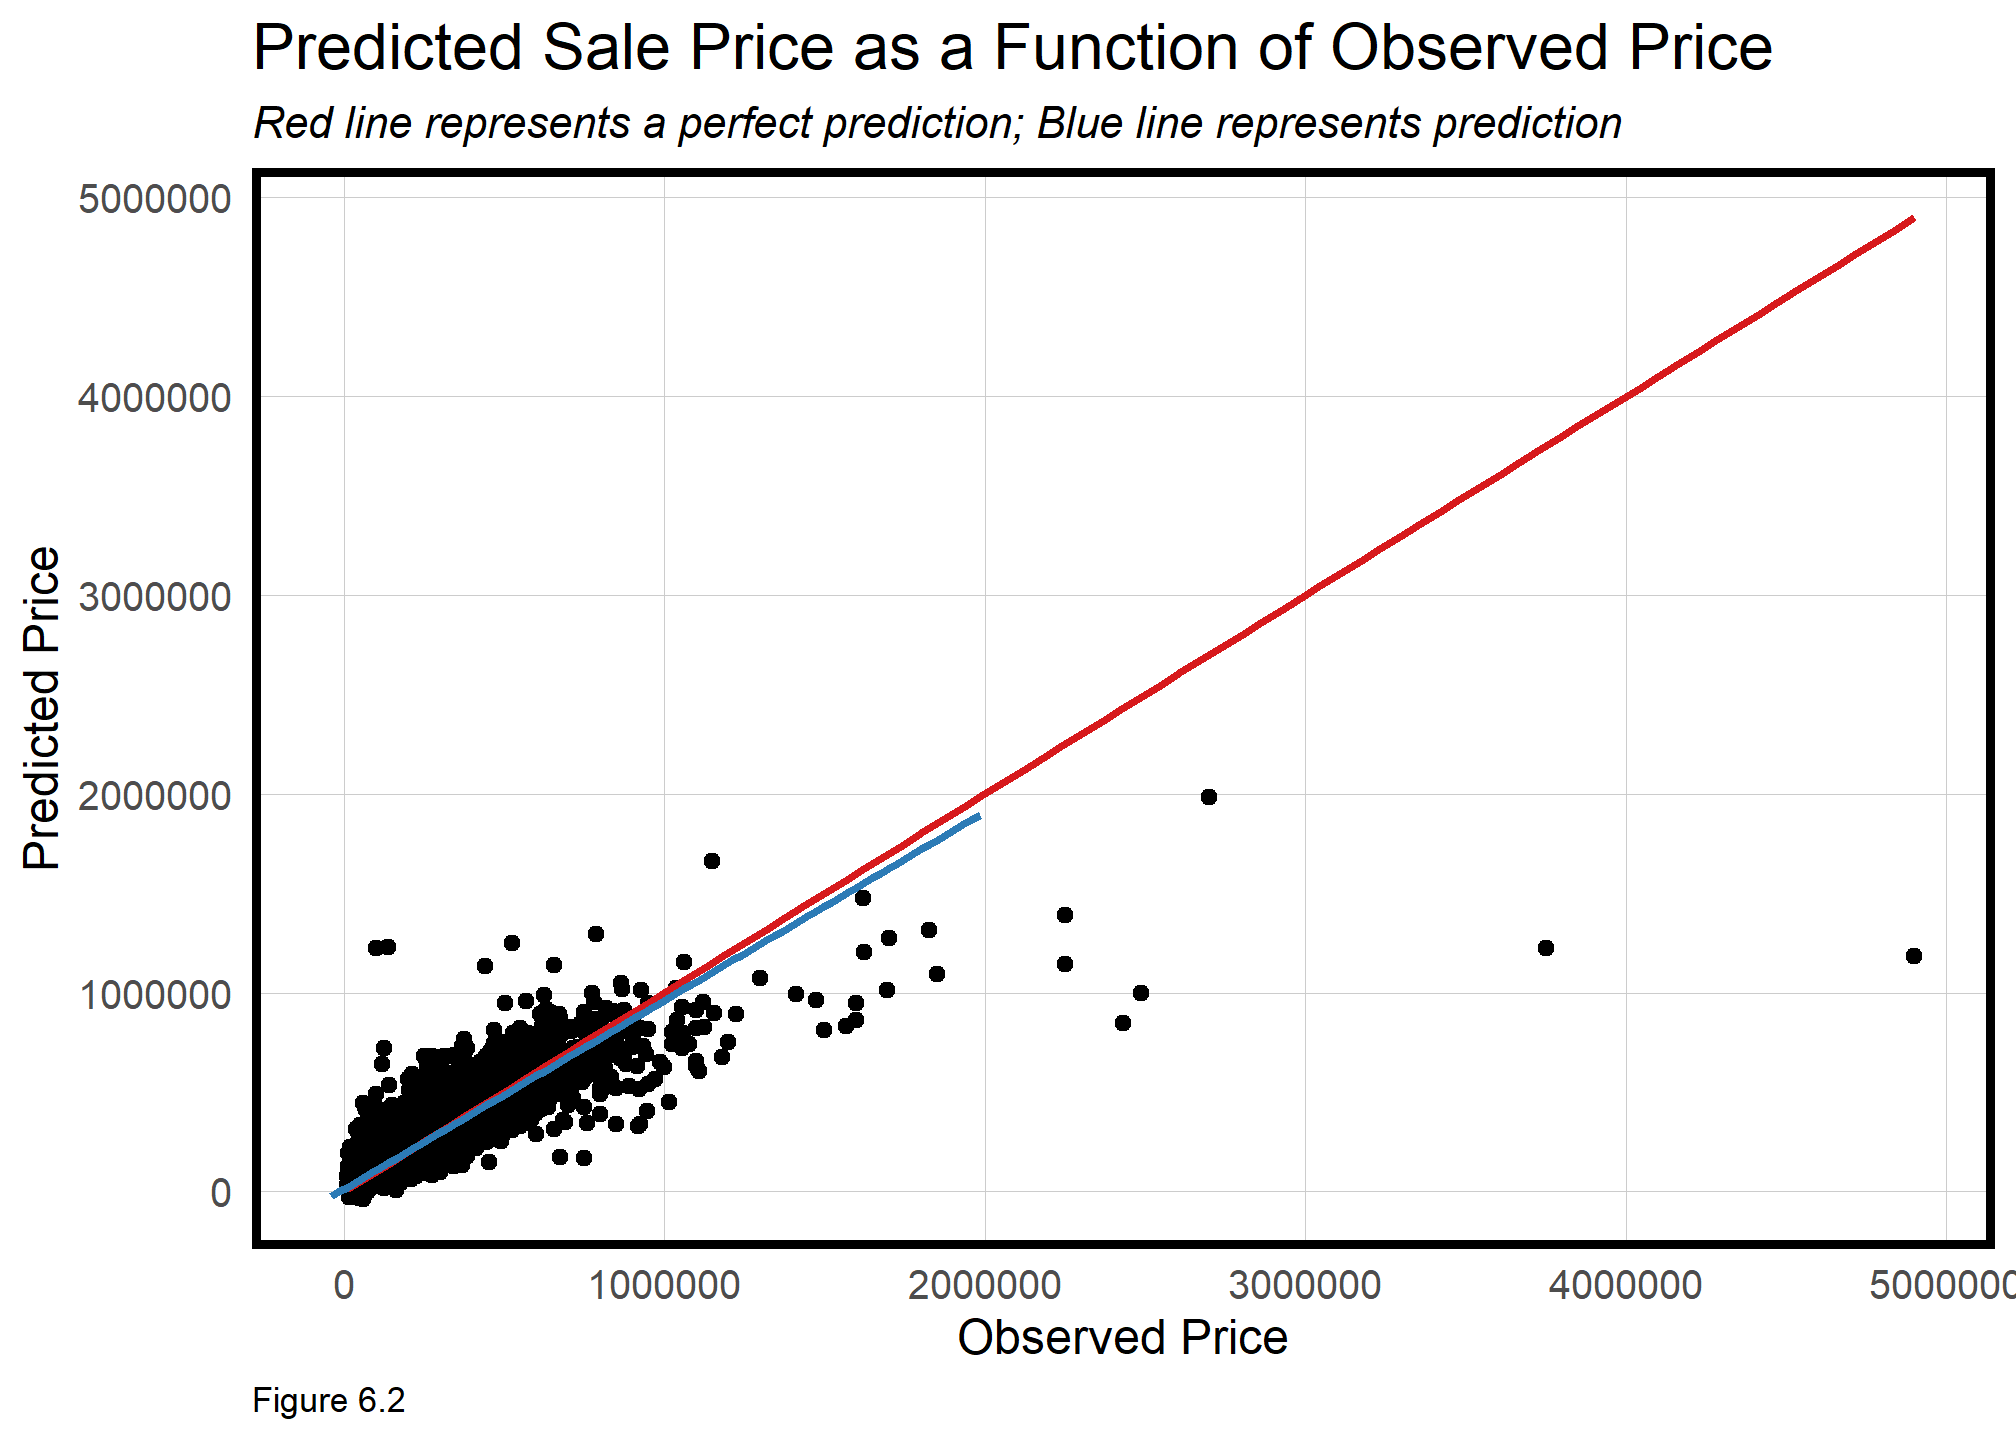 Predicted Sale Price as a Function of Observed Price
Red line represents a perfect prediction; Blue line represents prediction
5000000
4000000
3000000
2000000
1000000
0
Predicted Price
0 1000000 2000000 3000000 4000000 5000000
Observed Price
Figure 6.2